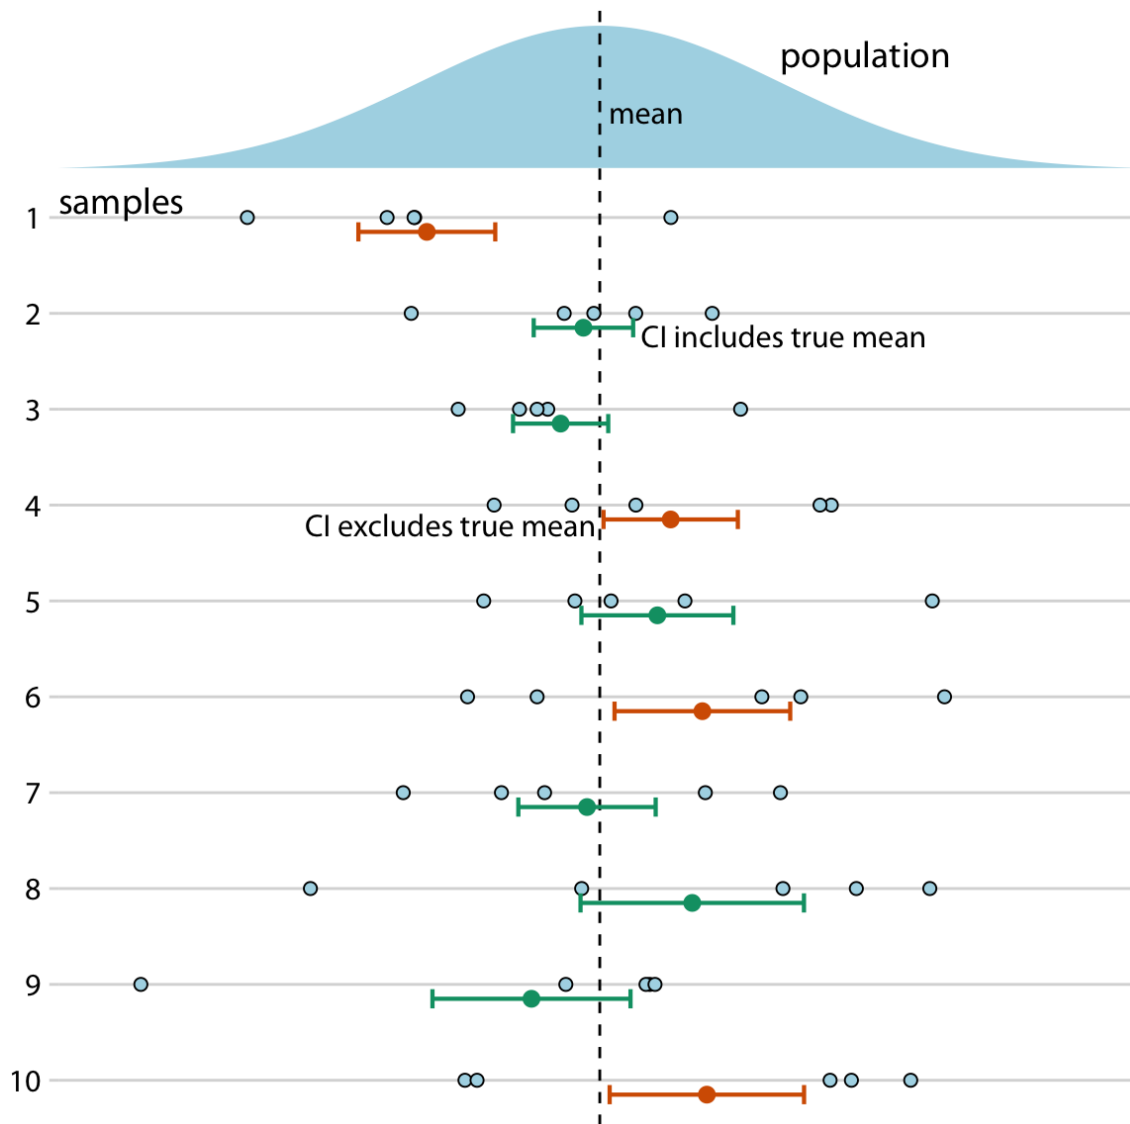 population
mean
samples
1
2
CI includes true mean
3
4
CI excludes true mean
5
6
7
8
9
10